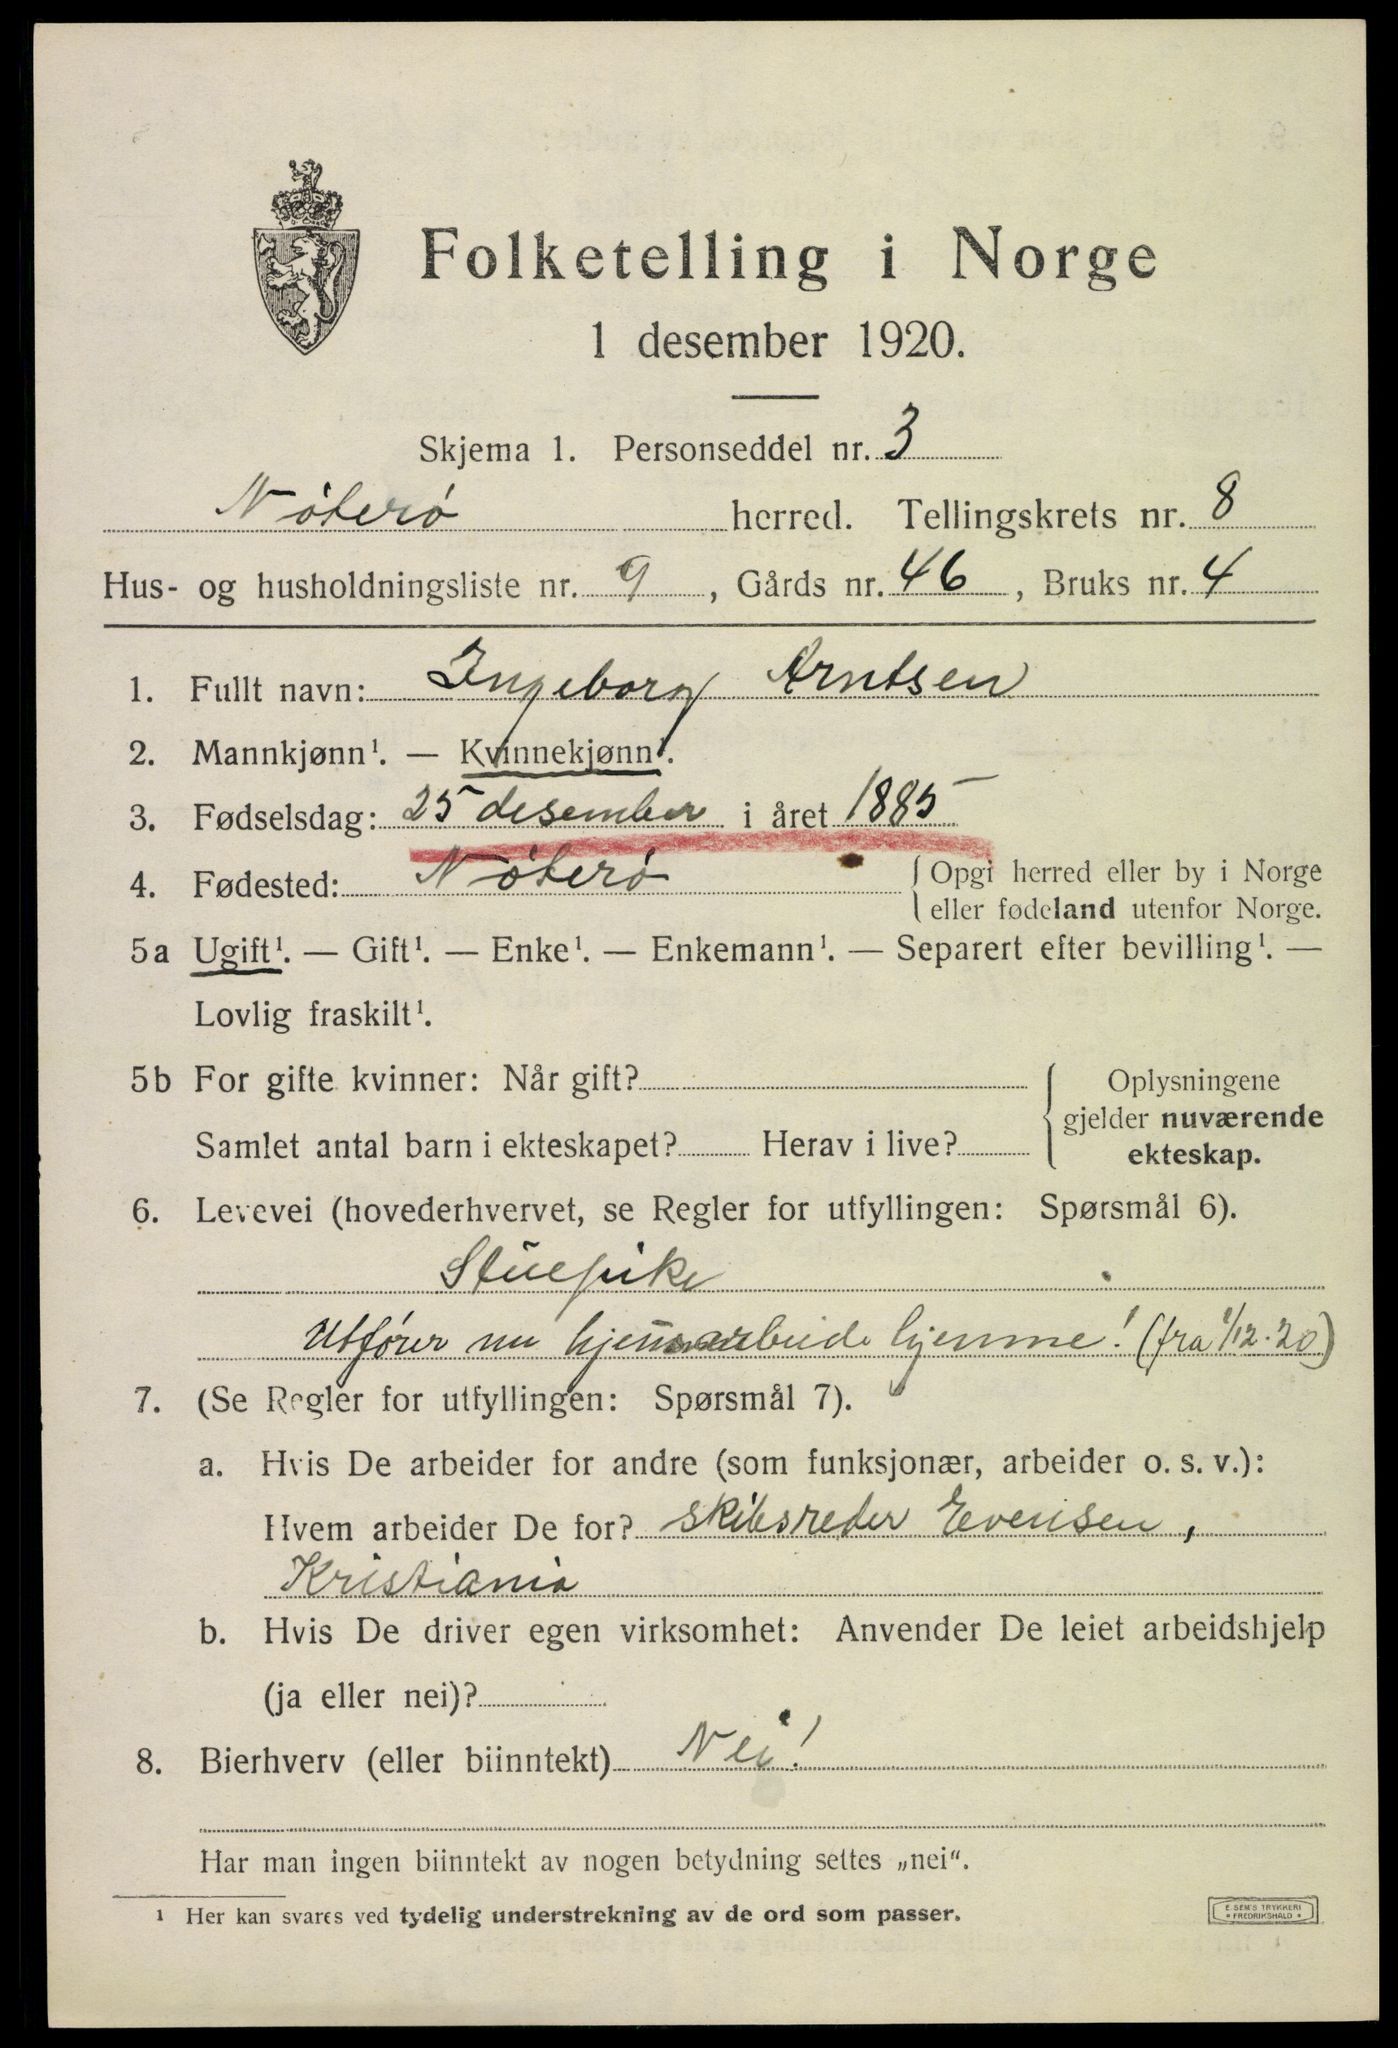 Folketelling i Norge
1 desember 1920.
Skjema 1. Personseddel nr. 3
Nøterø herred. Tellingskrets nr. 8
Hus- og husholdningsliste nr. 9, Gårds nr. 46, Bruks nr. 4
1. Fullt navn: Ingeborg Arntsen
2. Mannkjønn¹. — Kvinnekjønn¹.
3. Fødselsdag: 25 desember i året 1885
4. Fødested: Nøterø { Opgi herred eller by i Norge
eller fødeland utenfor Norge.
5a Ugift¹. — Gift¹. — Enke¹. — Enkemann¹. — Separert efter bevilling¹. —
Lovlig fraskilt¹.
5b For gifte kvinner: Når gift? { Oplysningene
gjelder nuværende
Samlet antal barn i ekteskapet? Herav i live? ekteskap.
6. Levevei (hovederhvervet, se Regler for utfyllingen: Spørsmål 6).
Stuepike
Utfører nu hjemmearbeide hjemme! (fra 1/12-20)
7. (Se Regler for utfyllingen: Spørsmål 7).
a. Hvis De arbeider for andre (som funksjonær, arbeider o. s. v.):
Hvem arbeider De for? skibsreder Evensen,
Kristiania
b. Hvis De driver egen virksomhet: Anvender De leiet arbeidshjelp
(ja eller nei)?
8. Bierhverv (eller biinntekt) Nei!
Har man ingen biinntekt av nogen betydning settes „nei".
¹ Her kan svares ved tydelig understrekning av de ord som passer.
E. SEM'S TRYKKERI
FREDRIKSHALD